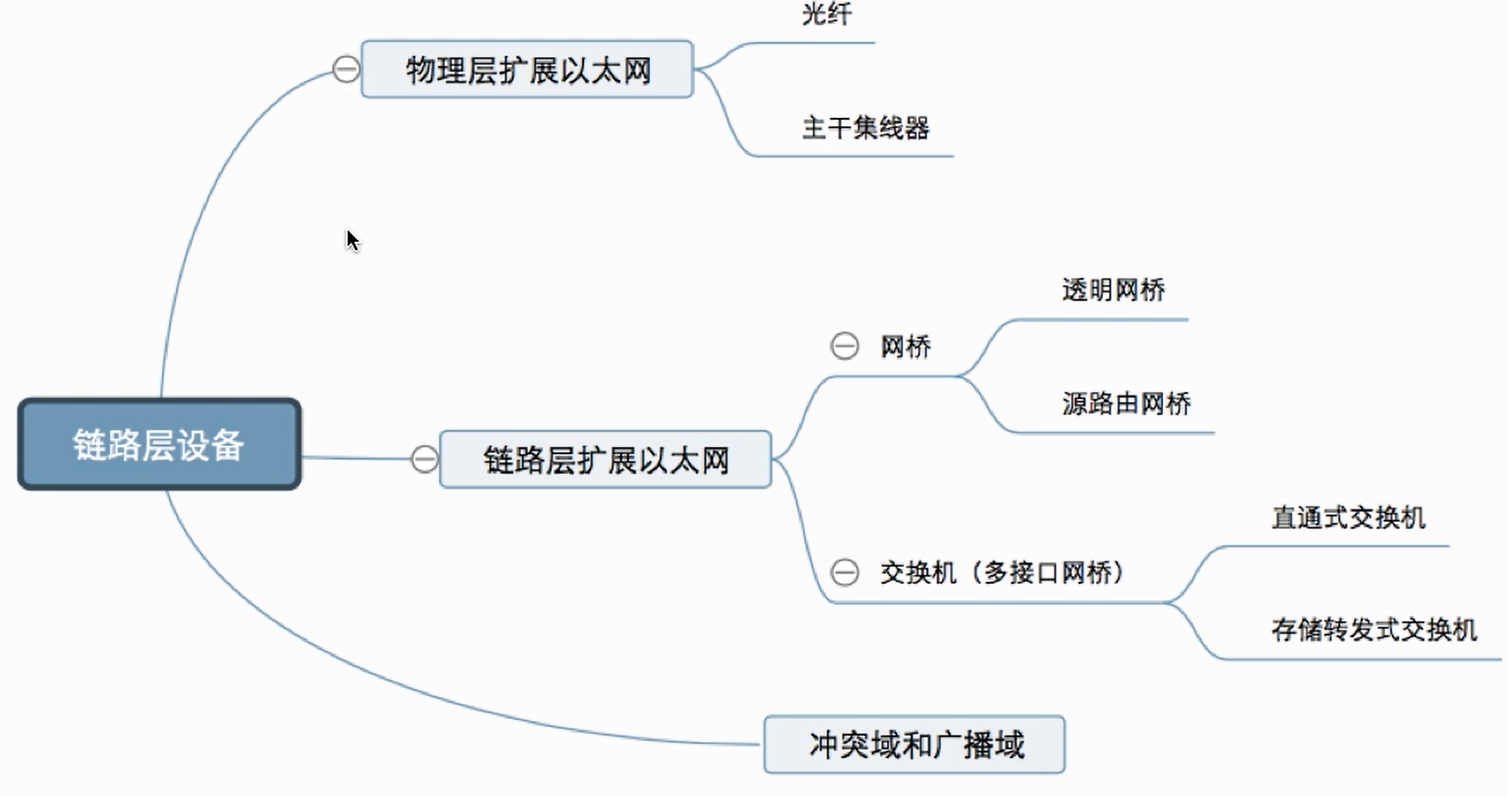 光纤
物理层扩展以太网
主干集线器
透明网桥
网桥
源路由网桥
链路层设备
链路层扩展以太网
直通式交换机
交换机（多接口网桥）
存储转发式交换机
冲突域和广播域